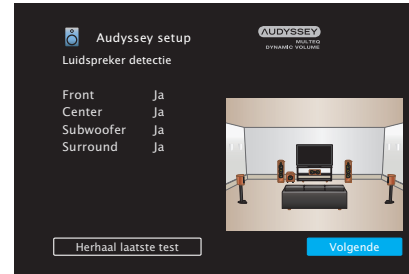 Audyssey setup
AUDYSSEY
MULTEQ
DYNAMIC VOLUME
Luidspreker detectie
Front Ja
Center Ja
Subwoofer Ja
Surround Ja
Herhaal laatste test
Volgende